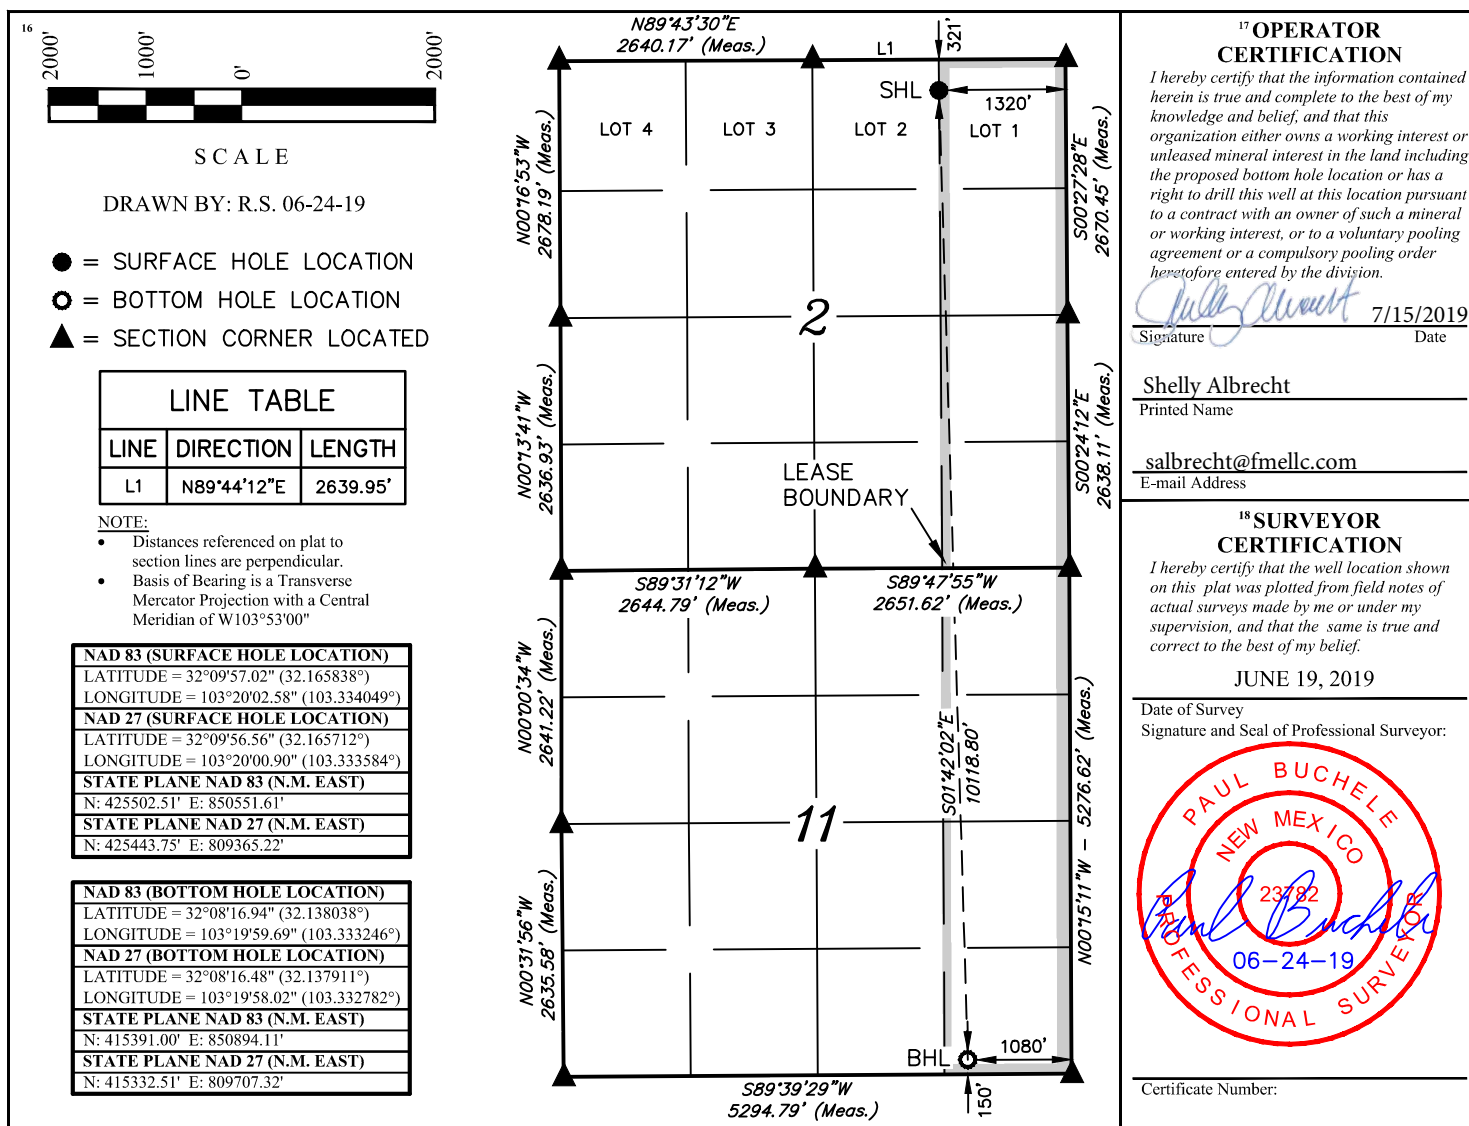 16
2000'
1000'
0'
2000'
SCALE
DRAWN BY: R.S. 06-24-19
= SURFACE HOLE LOCATION
= BOTTOM HOLE LOCATION
= SECTION CORNER LOCATED
LINE TABLE
LINE DIRECTION LENGTH
L1 N89°44'12"E 2639.95'
NOTE:
• Distances referenced on plat to
section lines are perpendicular.
• Basis of Bearing is a Transverse
Mercator Projection with a Central
Meridian of W103°53'00"
NAD 83 (SURFACE HOLE LOCATION)
LATITUDE = 32°09'57.02" (32.165838°)
LONGITUDE = 103°20'02.58" (103.334049°)
NAD 27 (SURFACE HOLE LOCATION)
LATITUDE = 32°09'56.56" (32.165712°)
LONGITUDE = 103°20'00.90" (103.333584°)
STATE PLANE NAD 83 (N.M. EAST)
N: 425502.51' E: 850551.61'
STATE PLANE NAD 27 (N.M. EAST)
N: 425443.75' E: 809365.22'
NAD 83 (BOTTOM HOLE LOCATION)
LATITUDE = 32°08'16.94" (32.138038°)
LONGITUDE = 103°19'59.69" (103.333246°)
NAD 27 (BOTTOM HOLE LOCATION)
LATITUDE = 32°08'16.48" (32.137911°)
LONGITUDE = 103°19'58.02" (103.332782°)
STATE PLANE NAD 83 (N.M. EAST)
N: 415391.00' E: 850894.11'
STATE PLANE NAD 27 (N.M. EAST)
N: 415332.51' E: 809707.32'
N89°43'30"E
2640.17' (Meas.)
L1
321'
SHL
1320'
LOT 4
LOT 3
LOT 2
LOT 1
N00°16'53"W
2678.19' (Meas.)
S00°27'28"E
2670.45' (Meas.)
2
N00°13'41"W
2636.93' (Meas.)
S00°24'12"E
2638.11' (Meas.)
LEASE
BOUNDARY
S89°31'12"W
2644.79' (Meas.)
S89°47'55"W
2651.62' (Meas.)
N00°00'34"W
2641.22' (Meas.)
S01°42'02"E
10118.80'
N00°15'11"W – 5276.62' (Meas.)
11
N00°31'56"W
2635.58' (Meas.)
BHL
1080'
S89°39'29"W
5294.79' (Meas.)
150'
17 OPERATOR
CERTIFICATION
I hereby certify that the information contained
herein is true and complete to the best of my
knowledge and belief, and that this
organization either owns a working interest or
unleased mineral interest in the land including
the proposed bottom hole location or has a
right to drill this well at this location pursuant
to a contract with an owner of such a mineral
or working interest, or to a voluntary pooling
agreement or a compulsory pooling order
heretofore entered by the division.
7/15/2019
Signature Date
Shelly Albrecht
Printed Name
salbrecht@fmellc.com
E-mail Address
18 SURVEYOR
CERTIFICATION
I hereby certify that the well location shown
on this plat was plotted from field notes of
actual surveys made by me or under my
supervision, and that the same is true and
correct to the best of my belief.
JUNE 19, 2019
Date of Survey
Signature and Seal of Professional Surveyor:
PAUL BUCHELE
NEW MEXICO
23782
Paul Buchele
06-24-19
PROFESSIONAL SURVEYOR
Certificate Number: